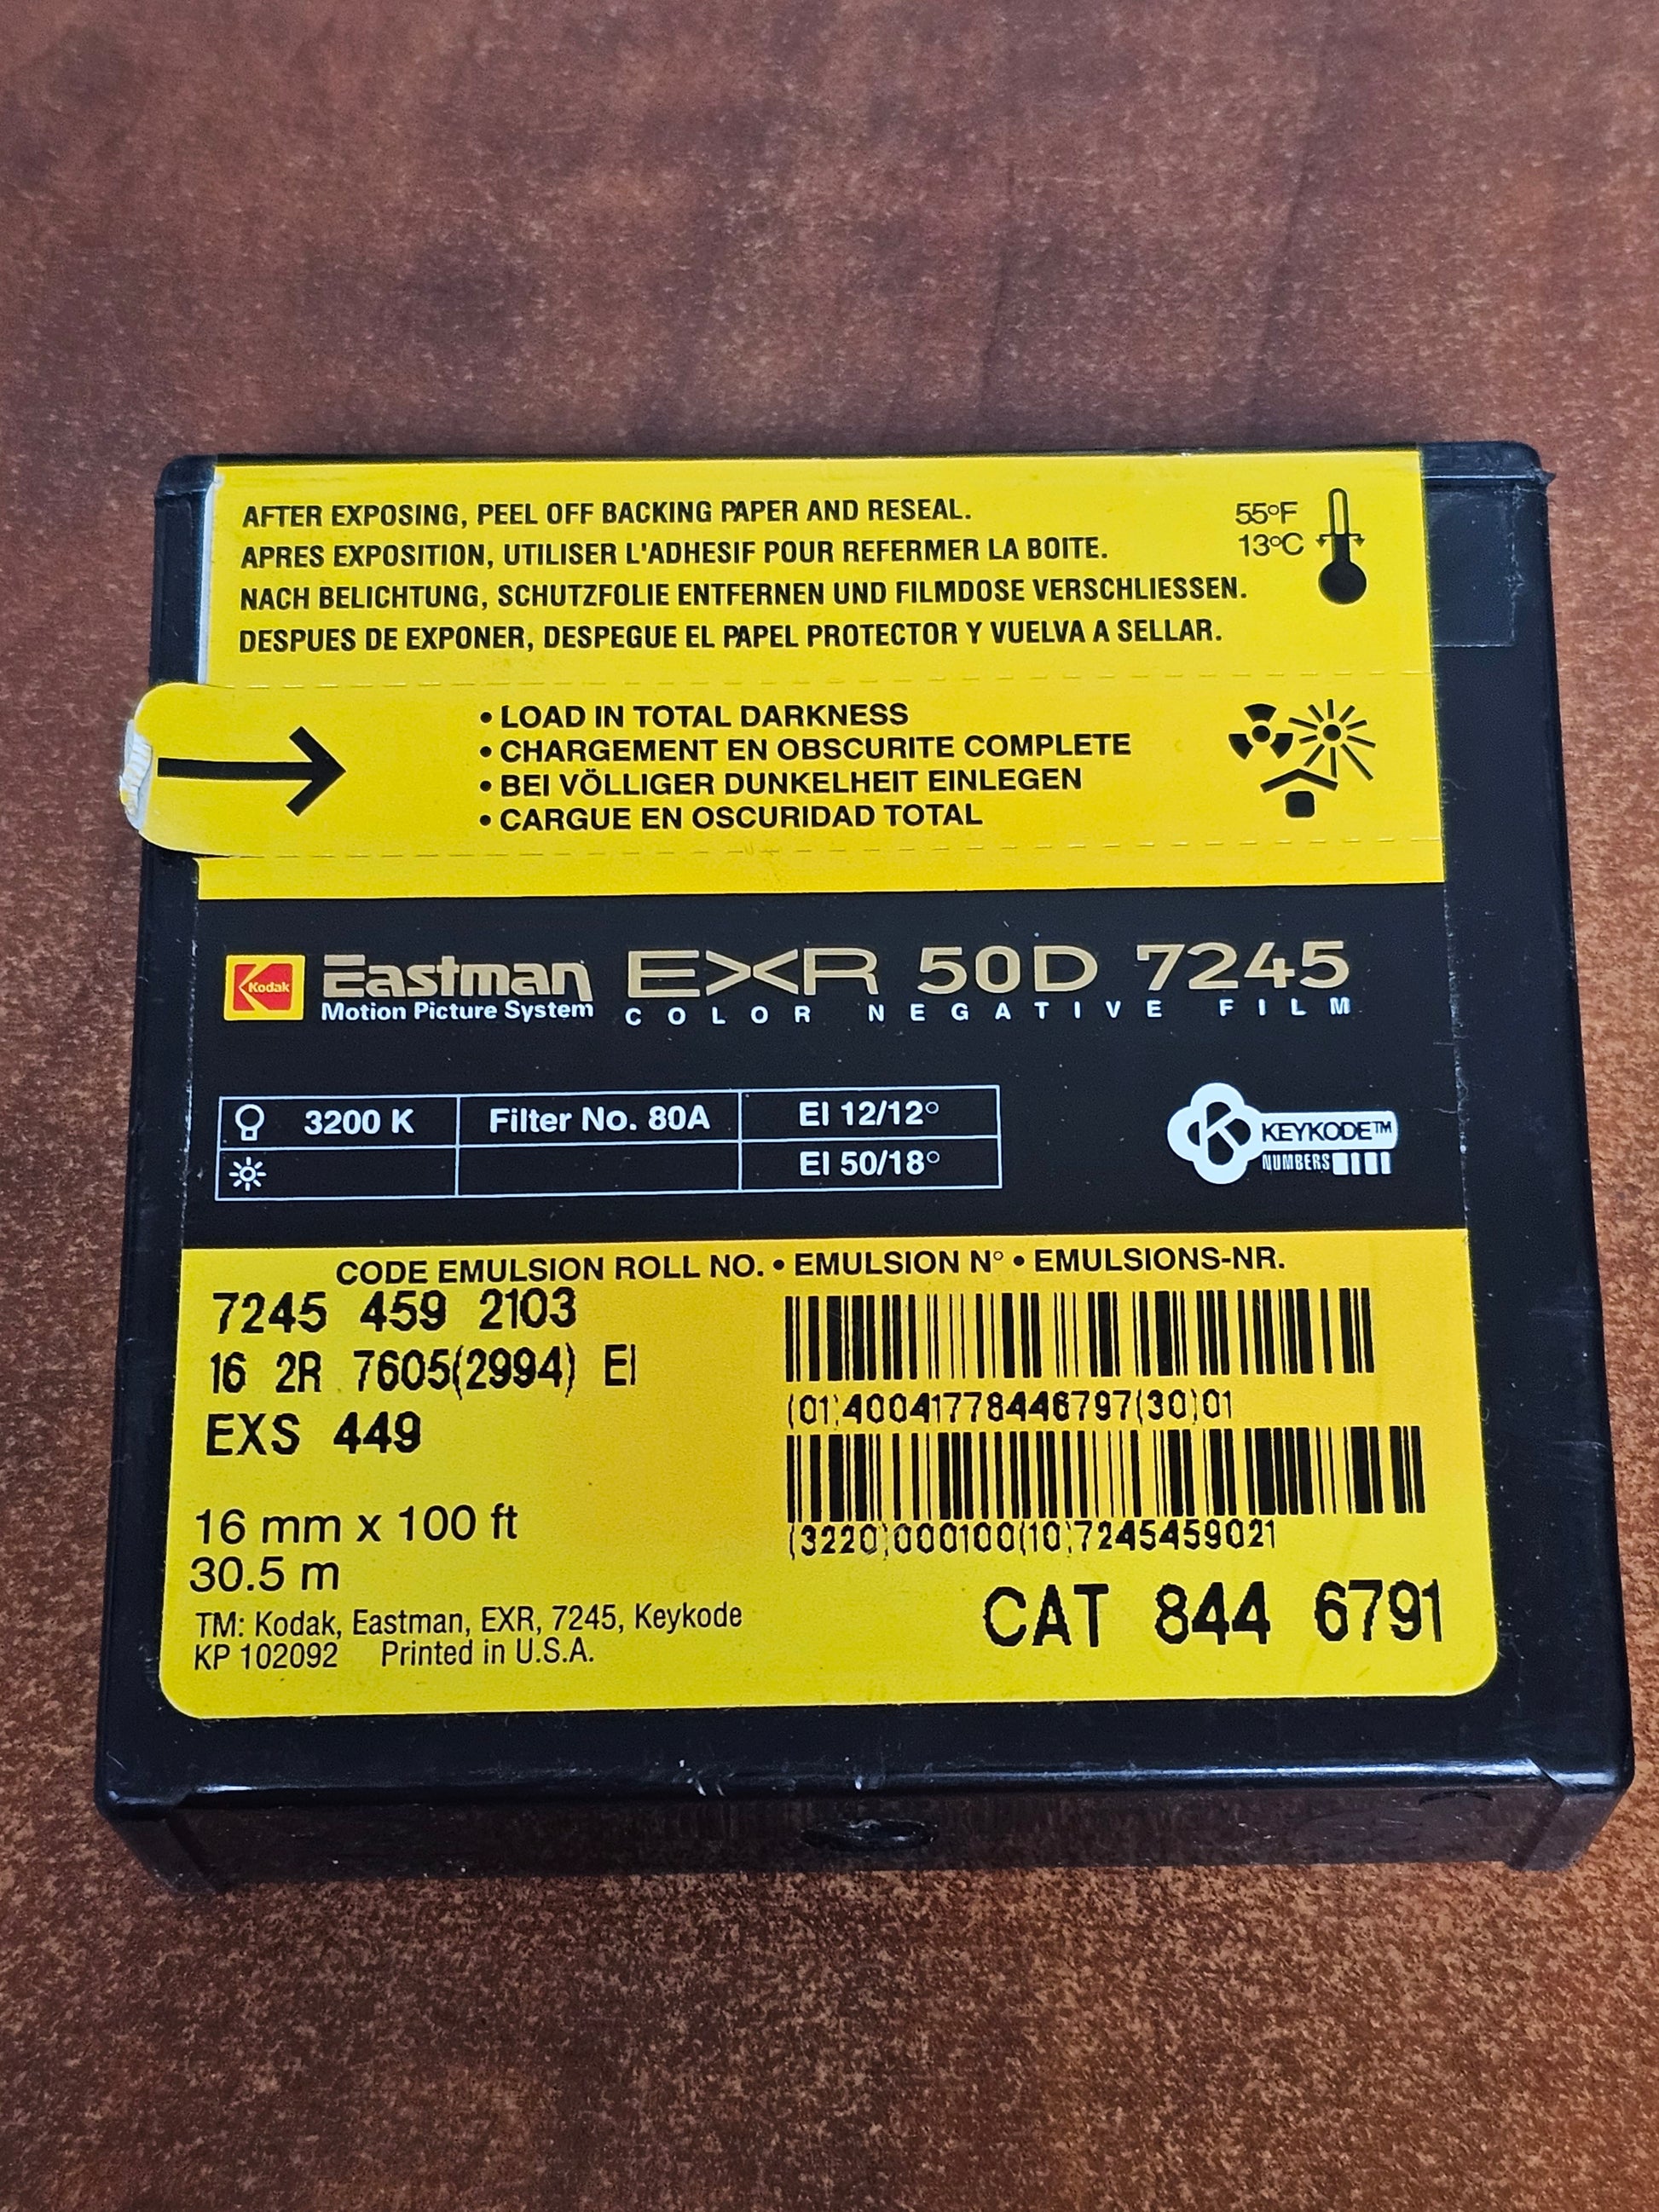 AFTER EXPOSING, PEEL OFF BACKING PAPER AND RESEAL.
APRES EXPOSITION, UTILISER L'ADHESIF POUR REFERMER LA BOITE.
NACH BELICHTUNG, SCHUTZFOLIE ENTFERNEN UND FILMDOSE VERSCHLIESSEN.
DESPUES DE EXPONER, DESPEGUE EL PAPEL PROTECTOR Y VUELVA A SELLAR.
55°F
13°C
• LOAD IN TOTAL DARKNESS
• CHARGEMENT EN OBSCURITE COMPLETE
• BEI VÖLLIGER DUNKELHEIT EINLEGEN
• CARGUE EN OSCURIDAD TOTAL
Kodak Eastman EXR 50D 7245
Motion Picture System COLOR NEGATIVE FILM
3200 K Filter No. 80A EI 12/12°
EI 50/18°
KEYKODE™
NUMBERS
CODE EMULSION ROLL NO. • EMULSION N° • EMULSIONS-NR.
7245 459 2103
16 2R 7605(2994) EI
EXS 449
(01)40041778446797(30)01
(3220)000100(10)7245459021
16 mm x 100 ft
30.5 m
TM: Kodak, Eastman, EXR, 7245, Keykode
KP 102092 Printed in U.S.A.
CAT 844 6791